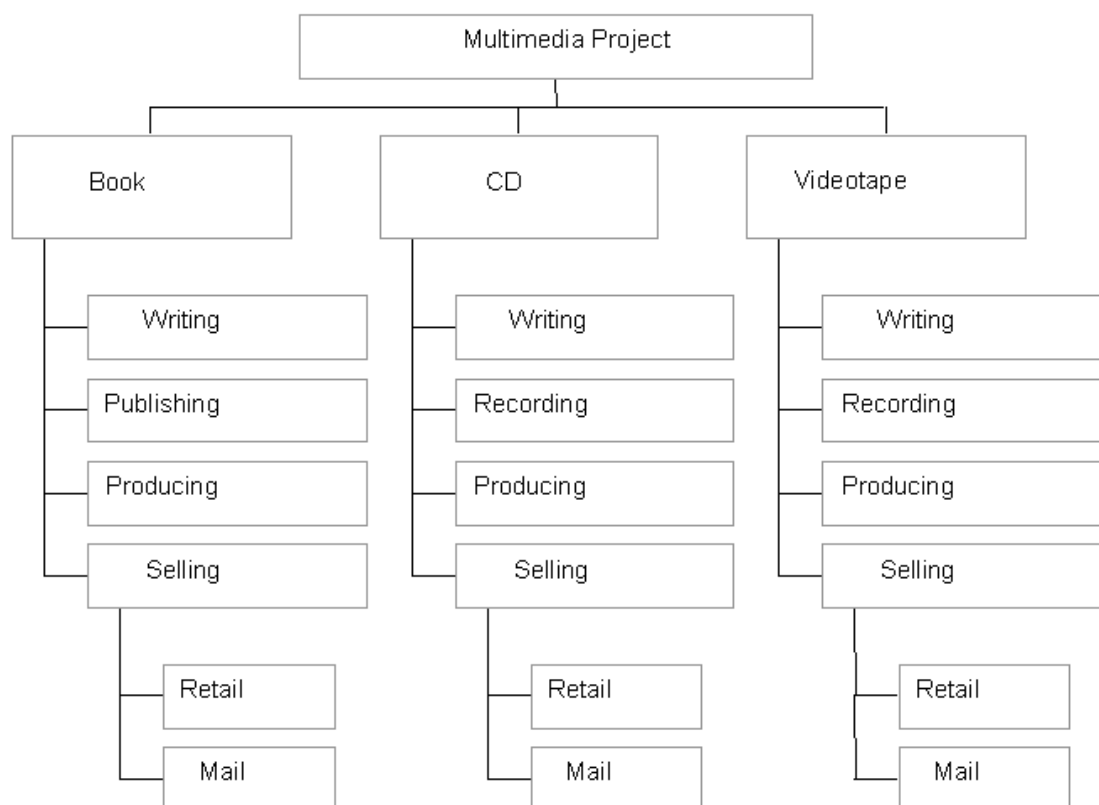 Multimedia Project
Book
CD
Videotape
Writing
Writing
Writing
Publishing
Recording
Recording
Producing
Producing
Producing
Selling
Selling
Selling
Retail
Retail
Retail
Mail
Mail
Mail